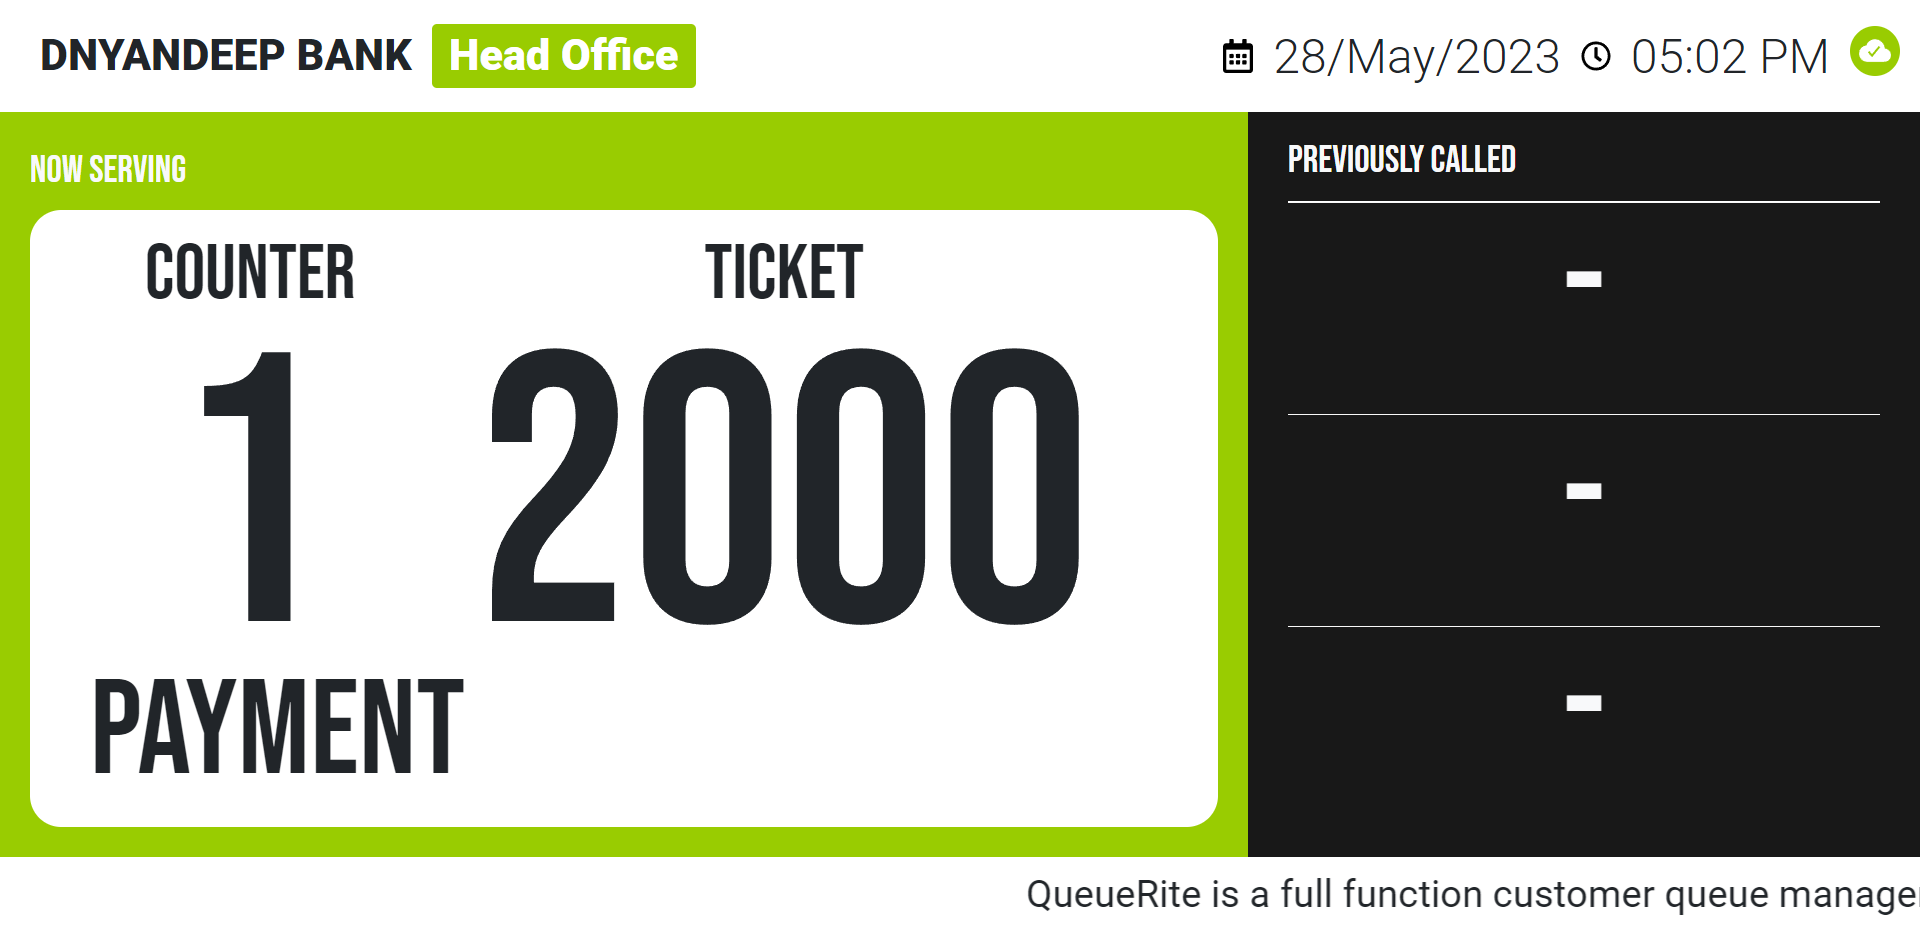 DNYANDEEP BANK Head Office
28/May/2023 05:02 PM
NOW SERVING
COUNTER TICKET
1 2000
PAYMENT
PREVIOUSLY CALLED
-
-
-
QueueRite is a full function customer queue manage